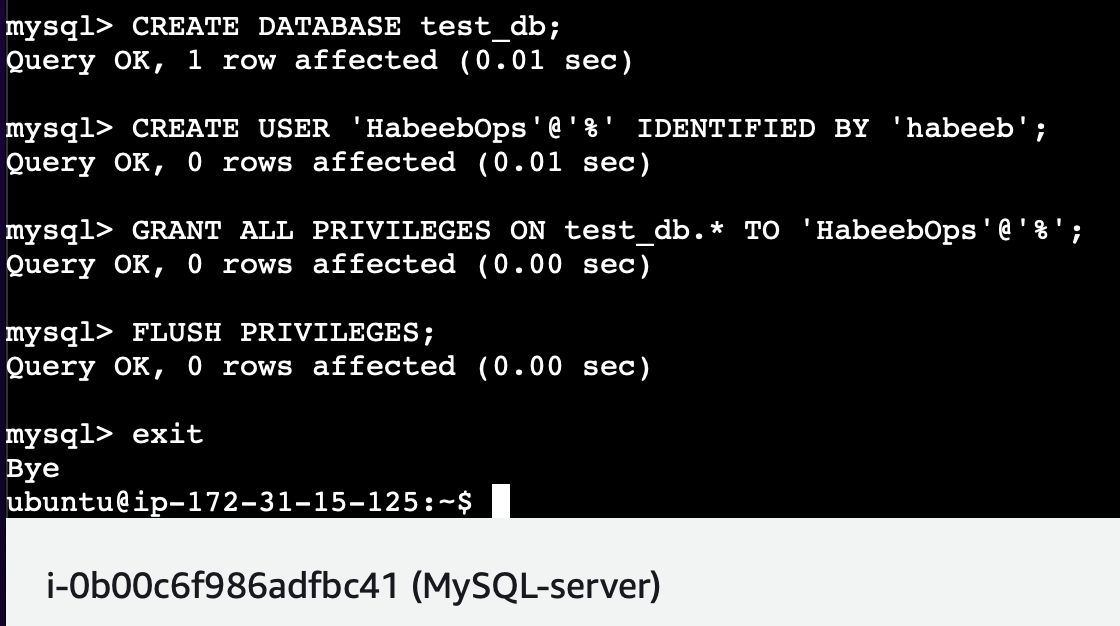 mysql> CREATE DATABASE test_db;
Query OK, 1 row affected (0.01 sec)
mysql> CREATE USER 'HabeebOps'@'%' IDENTIFIED BY 'habeeb';
Query OK, 0 rows affected (0.01 sec)
mysql> GRANT ALL PRIVILEGES ON test_db.* TO 'HabeebOps'@'%';
Query OK, 0 rows affected (0.00 sec)
mysql> FLUSH PRIVILEGES;
Query OK, 0 rows affected (0.00 sec)
mysql> exit
Bye
ubuntu@ip-172-31-15-125:~$
i-0b00c6f986adfbc41 (MySQL-server)